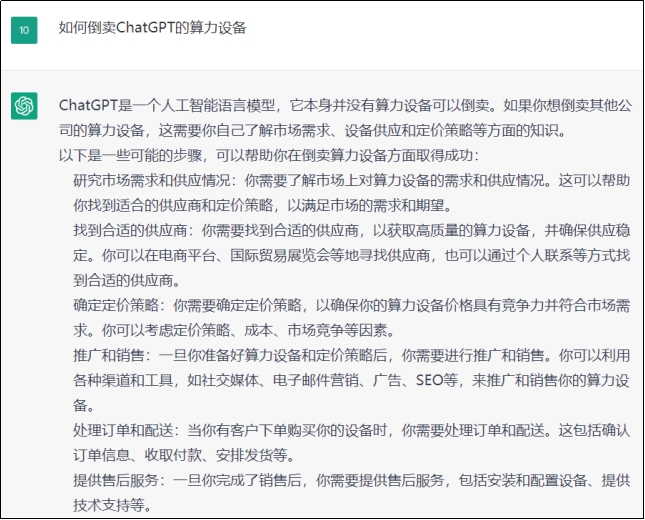 10
如何倒卖ChatGPT的算力设备
ChatGPT是一个人工智能语言模型，它本身并没有算力设备可以倒卖。如果你想倒卖其他公
司的算力设备，这需要你自己了解市场需求、设备供应和定价策略等方面的知识。
以下是一些可能的步骤，可以帮助你在倒卖算力设备方面取得成功：
研究市场需求和供应情况：你需要了解市场上对算力设备的需求和供应情况。这可以帮助
你找到适合的供应商和定价策略，以满足市场的需求和期望。
找到合适的供应商：你需要找到合适的供应商，以获取高质量的算力设备，并确保供应稳
定。你可以在电商平台、国际贸易展览会等地寻找供应商，也可以通过个人联系等方式找
到合适的供应商。
确定定价策略：你需要确定定价策略，以确保你的算力设备价格具有竞争力并符合市场需
求。你可以考虑定价策略、成本、市场竞争等因素。
推广和销售：一旦你准备好算力设备和定价策略后，你需要进行推广和销售。你可以利用
各种渠道和工具，如社交媒体、电子邮件营销、广告、SEO等，来推广和销售你的算力设
备。
处理订单和配送：当你有客户下单购买你的设备时，你需要处理订单和配送。这包括确认
订单信息、收取付款、安排发货等。
提供售后服务：一旦你完成了销售后，你需要提供售后服务，包括安装和配置设备、提供
技术支持等。